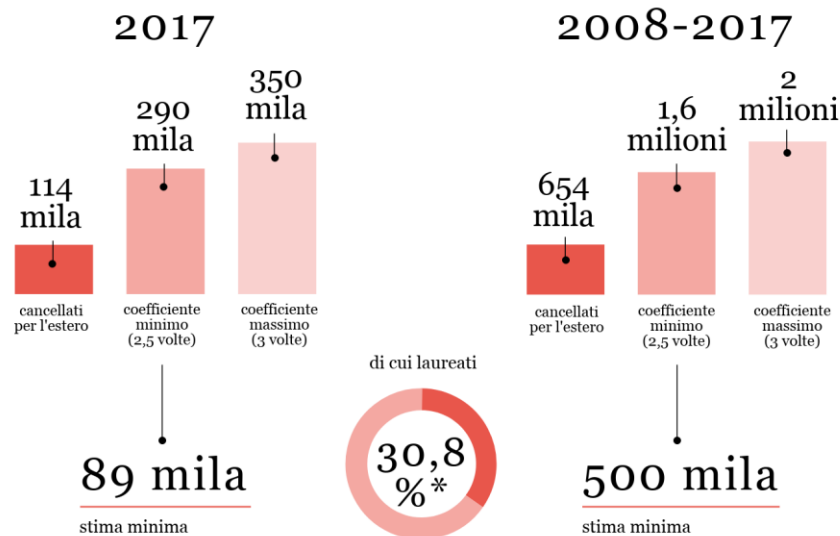 2017
114
mila
cancellati
per l'estero
290
mila
coefficiente
minimo
(2,5 volte)
350
mila
coefficiente
massimo
(3 volte)
89 mila
stima minima
di cui laureati
30,8
%*
2008-2017
654
mila
cancellati
per l'estero
1,6
milioni
coefficiente
minimo
(2,5 volte)
2
milioni
coefficiente
massimo
(3 volte)
500 mila
stima minima